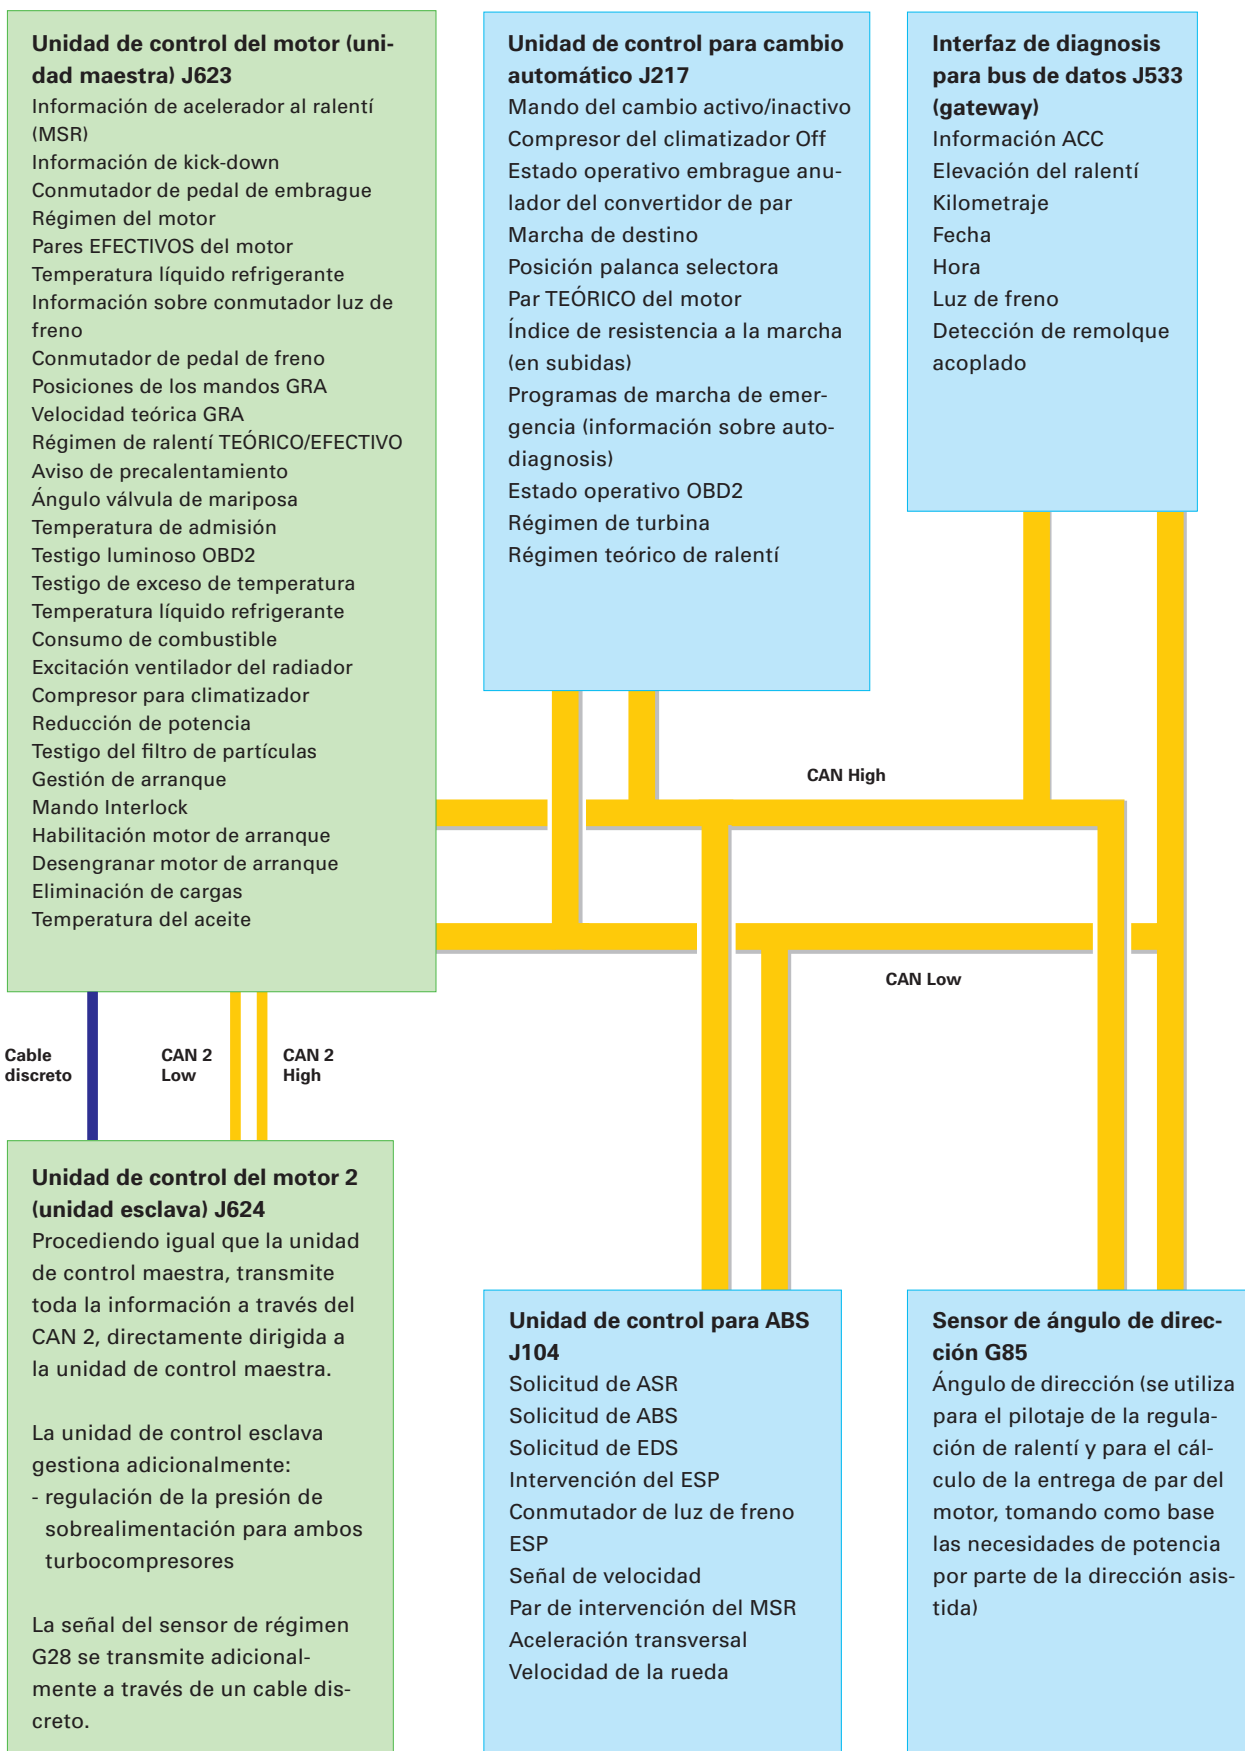 Unidad de control del motor (uni-
dad maestra) J623
Información de acelerador al ralentí
(MSR)
Información de kick-down
Conmutador de pedal de embrague
Régimen del motor
Pares EFECTIVOS del motor
Temperatura líquido refrigerante
Información sobre conmutador luz de
freno
Conmutador de pedal de freno
Posiciones de los mandos GRA
Velocidad teórica GRA
Régimen de ralentí TEÓRICO/EFECTIVO
Aviso de precalentamiento
Ángulo válvula de mariposa
Temperatura de admisión
Testigo luminoso OBD2
Testigo de exceso de temperatura
Temperatura líquido refrigerante
Consumo de combustible
Excitación ventilador del radiador
Compresor para climatizador
Reducción de potencia
Testigo del filtro de partículas
Gestión de arranque
Mando Interlock
Habilitación motor de arranque
Desengranar motor de arranque
Eliminación de cargas
Temperatura del aceite
Unidad de control para cambio
automático J217
Mando del cambio activo/inactivo
Compresor del climatizador Off
Estado operativo embrague anu-
lador del convertidor de par
Marcha de destino
Posición palanca selectora
Par TEÓRICO del motor
Índice de resistencia a la marcha
(en subidas)
Programas de marcha de emer-
gencia (información sobre auto-
diagnosis)
Estado operativo OBD2
Régimen de turbina
Régimen teórico de ralentí
Interfaz de diagnosis
para bus de datos J533
(gateway)
Información ACC
Elevación del ralentí
Kilometraje
Fecha
Hora
Luz de freno
Detección de remolque
acoplado
CAN High
CAN Low
Cable
discreto
CAN 2
Low
CAN 2
High
Unidad de control del motor 2
(unidad esclava) J624
Procediendo igual que la unidad
de control maestra, transmite
toda la información a través del
CAN 2, directamente dirigida a
la unidad de control maestra.
La unidad de control esclava
gestiona adicionalmente:
- regulación de la presión de
sobrealimentación para ambos
turbocompresores
La señal del sensor de régimen
G28 se transmite adicional-
mente a través de un cable dis-
creto.
Unidad de control para ABS
J104
Solicitud de ASR
Solicitud de ABS
Solicitud de EDS
Intervención del ESP
Conmutador de luz de freno
ESP
Señal de velocidad
Par de intervención del MSR
Aceleración transversal
Velocidad de la rueda
Sensor de ángulo de direc-
ción G85
Ángulo de dirección (se utiliza
para el pilotaje de la regula-
ción de ralentí y para el cál-
culo de la entrega de par del
motor, tomando como base
las necesidades de potencia
por parte de la dirección asis-
tida)